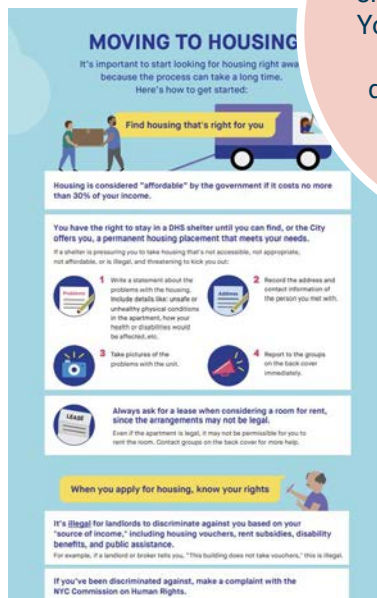 MOVING TO HOUSING
It's important to start looking for housing right away
because the process can take a long time.
Here's how to get started:
Yo
Find housing that's right for you
Housing is considered "affordable" by the government if it costs no more
than 30% of your income.
You have the right to stay in a DHS shelter until you can find, or the City
offers you, a permanent housing placement that meets your needs.
If a shelter is pressuring you to take housing that's not accessible, not appropriate,
not affordable, or is illegal, and threatening to kick you out:
Problems
1 Write a statement about the
problems with the housing.
Include details like: unsafe or
unhealthy physical conditions
in the apartment, how your
health or disabilities would
be affected, etc.
Address
2 Record the address and
contact information of
the person you met with.
3 Take pictures of the
problems with the unit.
4 Report to the groups
on the back cover
immediately.
LEASE
Always ask for a lease when considering a room for rent,
since the arrangements may not be legal.
Even if the apartment is legal, it may not be permissible for you to
rent the room. Contact groups on the back cover for more help.
When you apply for housing, know your rights
It's illegal for landlords to discriminate against you based on your
"source of income," including housing vouchers, rent subsidies, disability
benefits, and public assistance.
For example, if a landlord or broker tells you, "This building does not take vouchers," this is illegal.
If you've been discriminated against, make a complaint with the
NYC Commission on Human Rights.